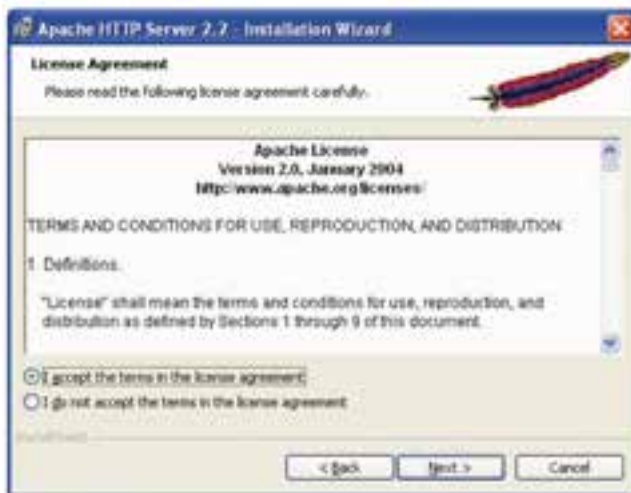 Apache HTTP Server 2.2 - Installation Wizard
License Agreement
Please read the following license agreement carefully.
Apache License
Version 2.0, January 2004
http://www.apache.org/licenses/
TERMS AND CONDITIONS FOR USE, REPRODUCTION, AND DISTRIBUTION
1. Definitions.
"License" shall mean the terms and conditions for use, reproduction, and
distribution as defined by Sections 1 through 9 of this document.
I accept the terms in the license agreement
I do not accept the terms in the license agreement
< Back
Next >
Cancel